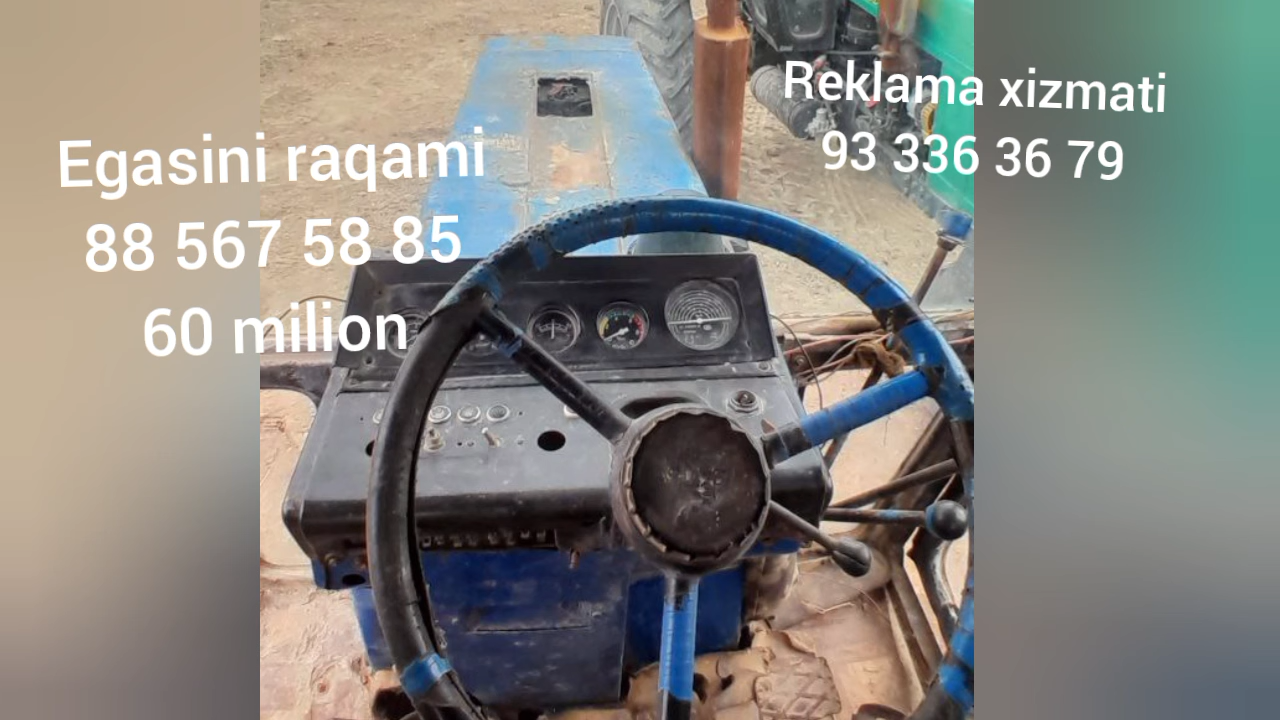 Egasini raqami
88 567 58 85
60 milion
Reklama xizmati
93 336 36 79